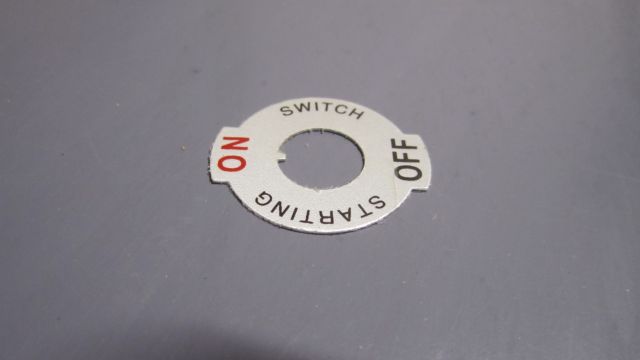 SWITCH
ON
OFF
STARTING